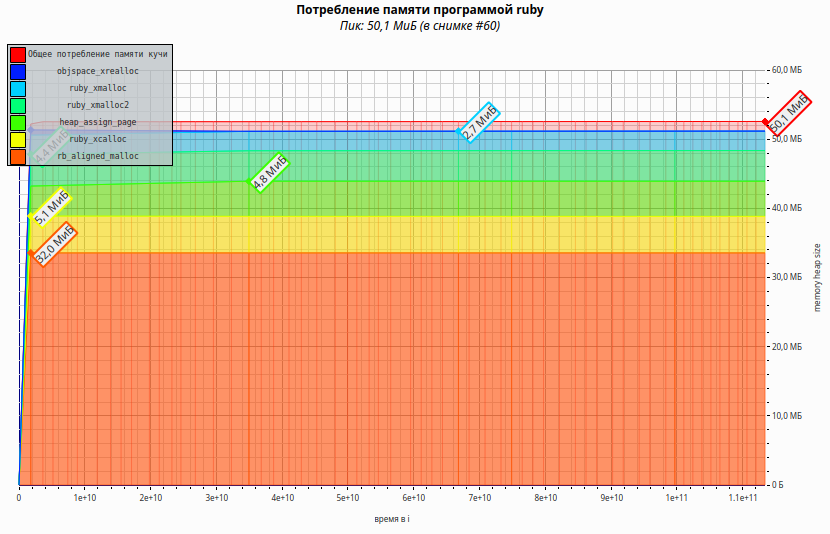 Потребление памяти программой ruby
Пик: 50,1 МиБ (в снимке #60)
Общее потребление памяти кучи
objspace_xrealloc
ruby_xmalloc
ruby_xmalloc2
heap_assign_page
ruby_xcalloc
rb_aligned_malloc
4,4 МиБ
5,1 МиБ
32,0 МиБ
4,8 МиБ
2,7 МиБ
50,1 МиБ
60,0 МБ
50,0 МБ
40,0 МБ
30,0 МБ
20,0 МБ
10,0 МБ
0 Б
memory heap size
0
1e+10
2e+10
3e+10
4e+10
5e+10
6e+10
7e+10
8e+10
9e+10
1e+11
1.1e+11
время в i